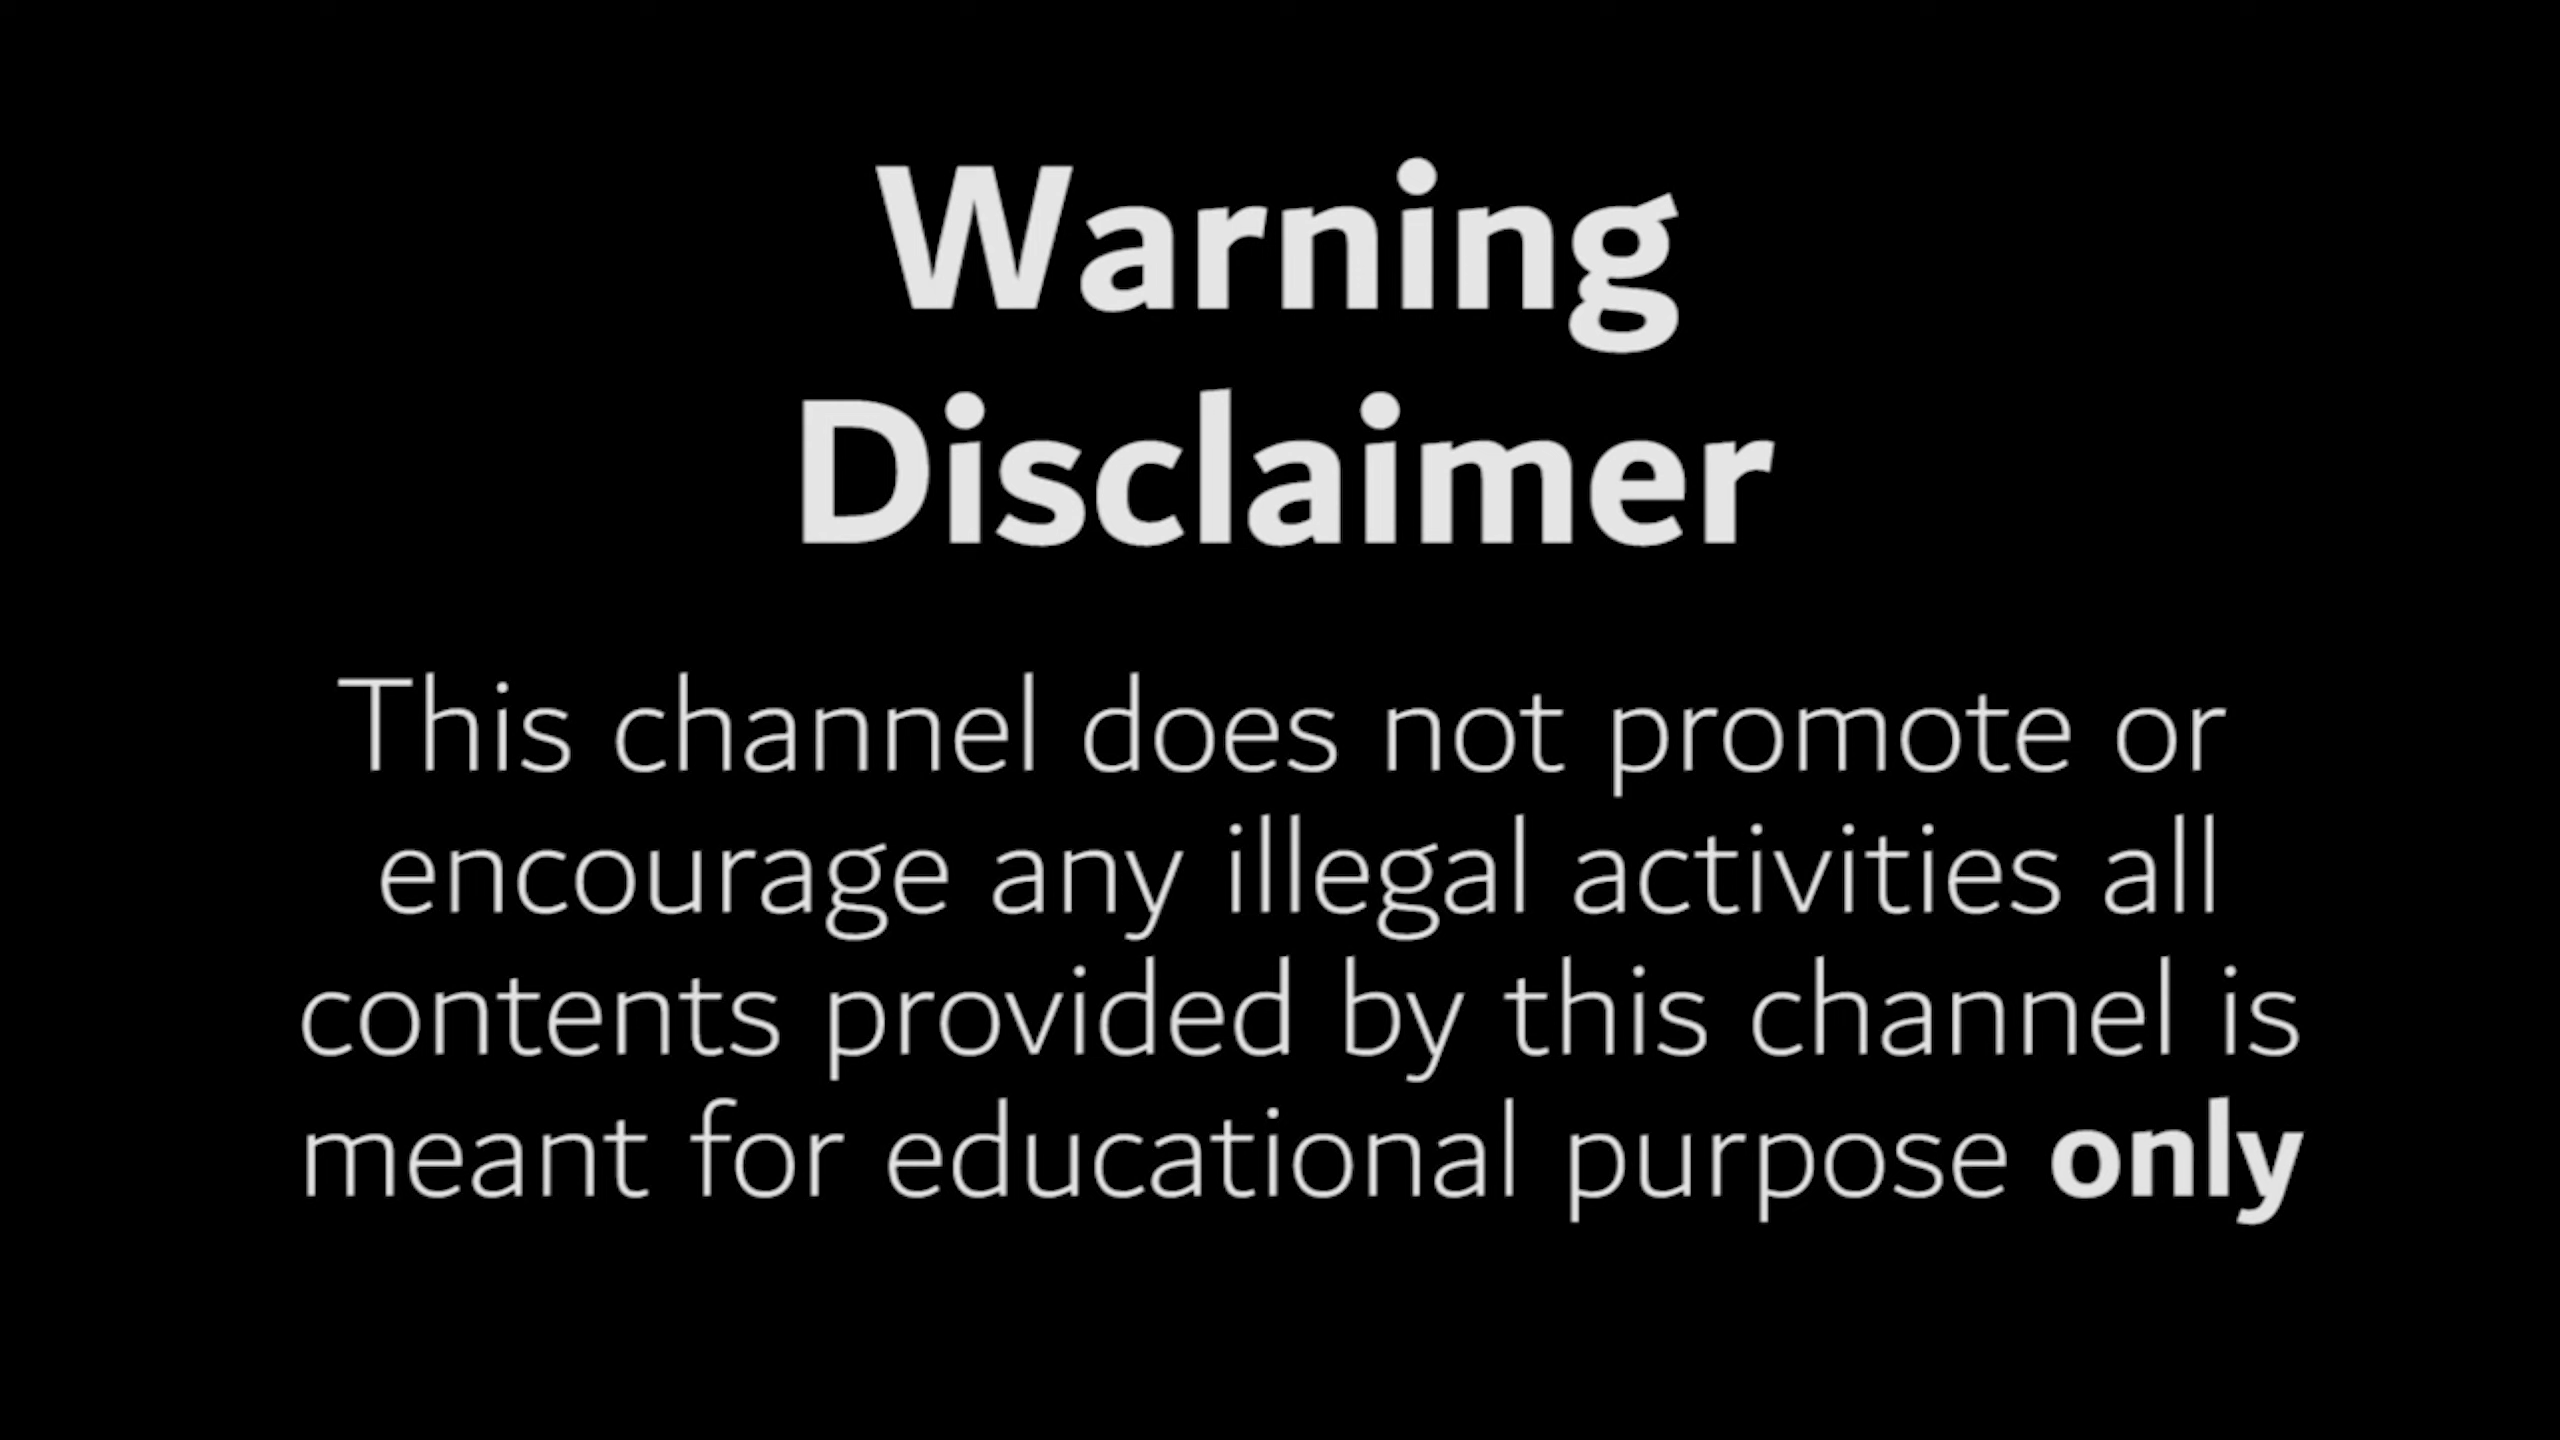 Warning
Disclaimer
This channel does not promote or
encourage any illegal activities all
contents provided by this channel is
meant for educational purpose only